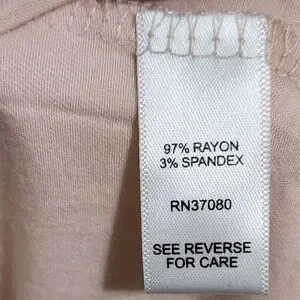 97% RAYON
3% SPANDEX
RN37080
SEE REVERSE
FOR CARE